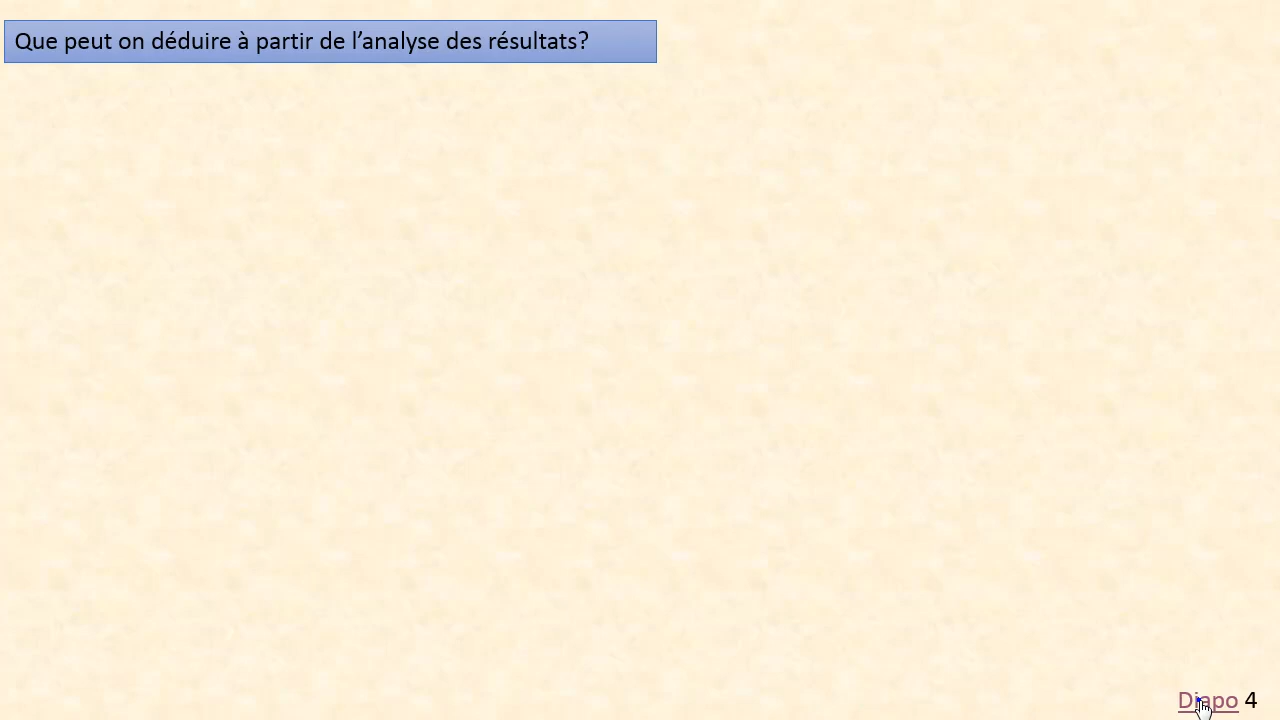 Que peut on déduire à partir de l’analyse des résultats?
Diapo 4